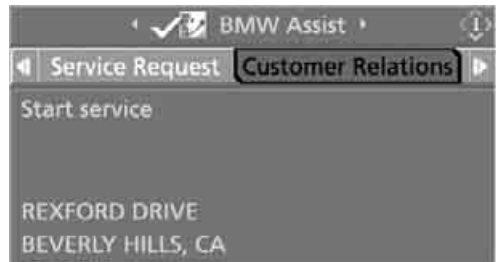 BMW Assist
Service Request Customer Relations
Start service
REXFORD DRIVE
BEVERLY HILLS, CA